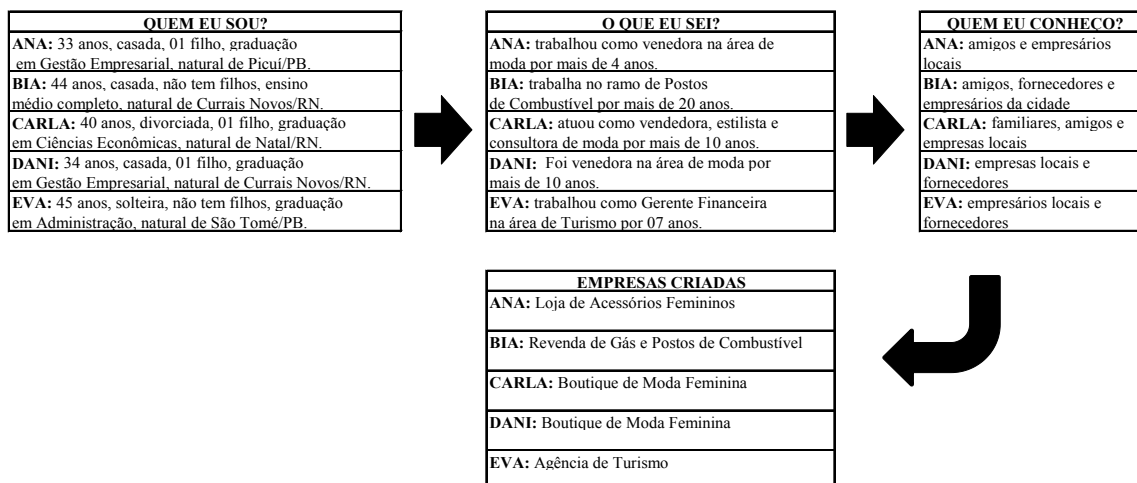 QUEM EU SOU?
ANA: 33 anos, casada, 01 filho, graduação
em Gestão Empresarial, natural de Picuí/PB.
BIA: 44 anos, casada, não tem filhos, ensino
médio completo, natural de Currais Novos/RN.
CARLA: 40 anos, divorciada, 01 filho, graduação
em Ciências Econômicas, natural de Natal/RN.
DANI: 34 anos, casada, 01 filho, graduação
em Gestão Empresarial, natural de Currais Novos/RN.
EVA: 45 anos, solteira, não tem filhos, graduação
em Administração, natural de São Tomé/PB.
O QUE EU SEI?
ANA: trabalhou como venedora na área de
moda por mais de 4 anos.
BIA: trabalha no ramo de Postos
de Combustível por mais de 20 anos.
CARLA: atuou como vendedora, estilista e
consultora de moda por mais de 10 anos.
DANI: Foi venedora na área de moda por
mais de 10 anos.
EVA: trabalhou como Gerente Financeira
na área de Turismo por 07 anos.
QUEM EU CONHEÇO?
ANA: amigos e empresários
locais
BIA: amigos, fornecedores e
empresários da cidade
CARLA: familiares, amigos e
empresas locais
DANI: empresas locais e
fornecedores
EVA: empresários locais e
fornecedores
EMPRESAS CRIADAS
ANA: Loja de Acessórios Femininos
BIA: Revenda de Gás e Postos de Combustível
CARLA: Boutique de Moda Feminina
DANI: Boutique de Moda Feminina
EVA: Agência de Turismo